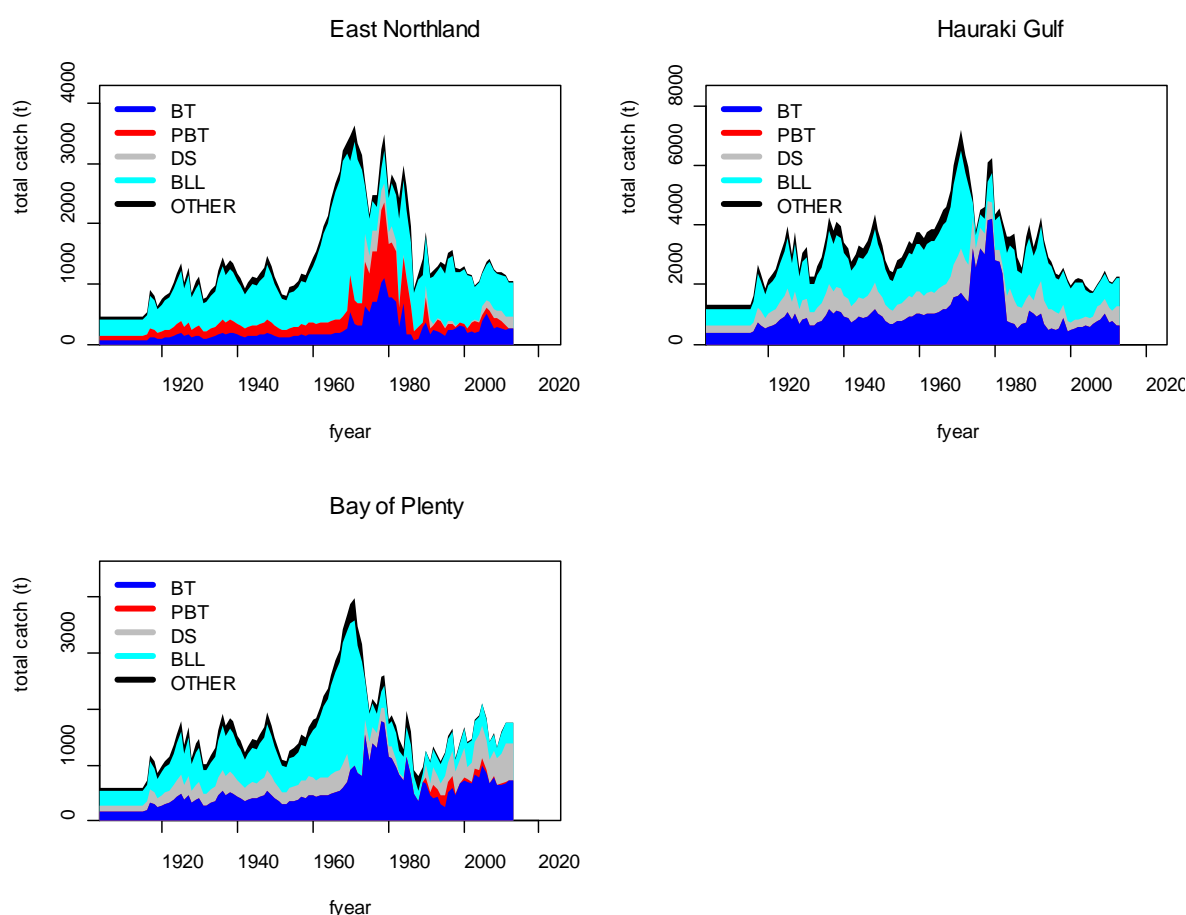 East Northland
total catch (t)
0 1000 2000 3000 4000
BT
PBT
DS
BLL
OTHER
1920 1940 1960 1980 2000 2020
fyear
Hauraki Gulf
total catch (t)
0 2000 4000 6000 8000
BT
PBT
DS
BLL
OTHER
1920 1940 1960 1980 2000 2020
fyear
Bay of Plenty
total catch (t)
0 1000 3000
BT
PBT
DS
BLL
OTHER
1920 1940 1960 1980 2000 2020
fyear